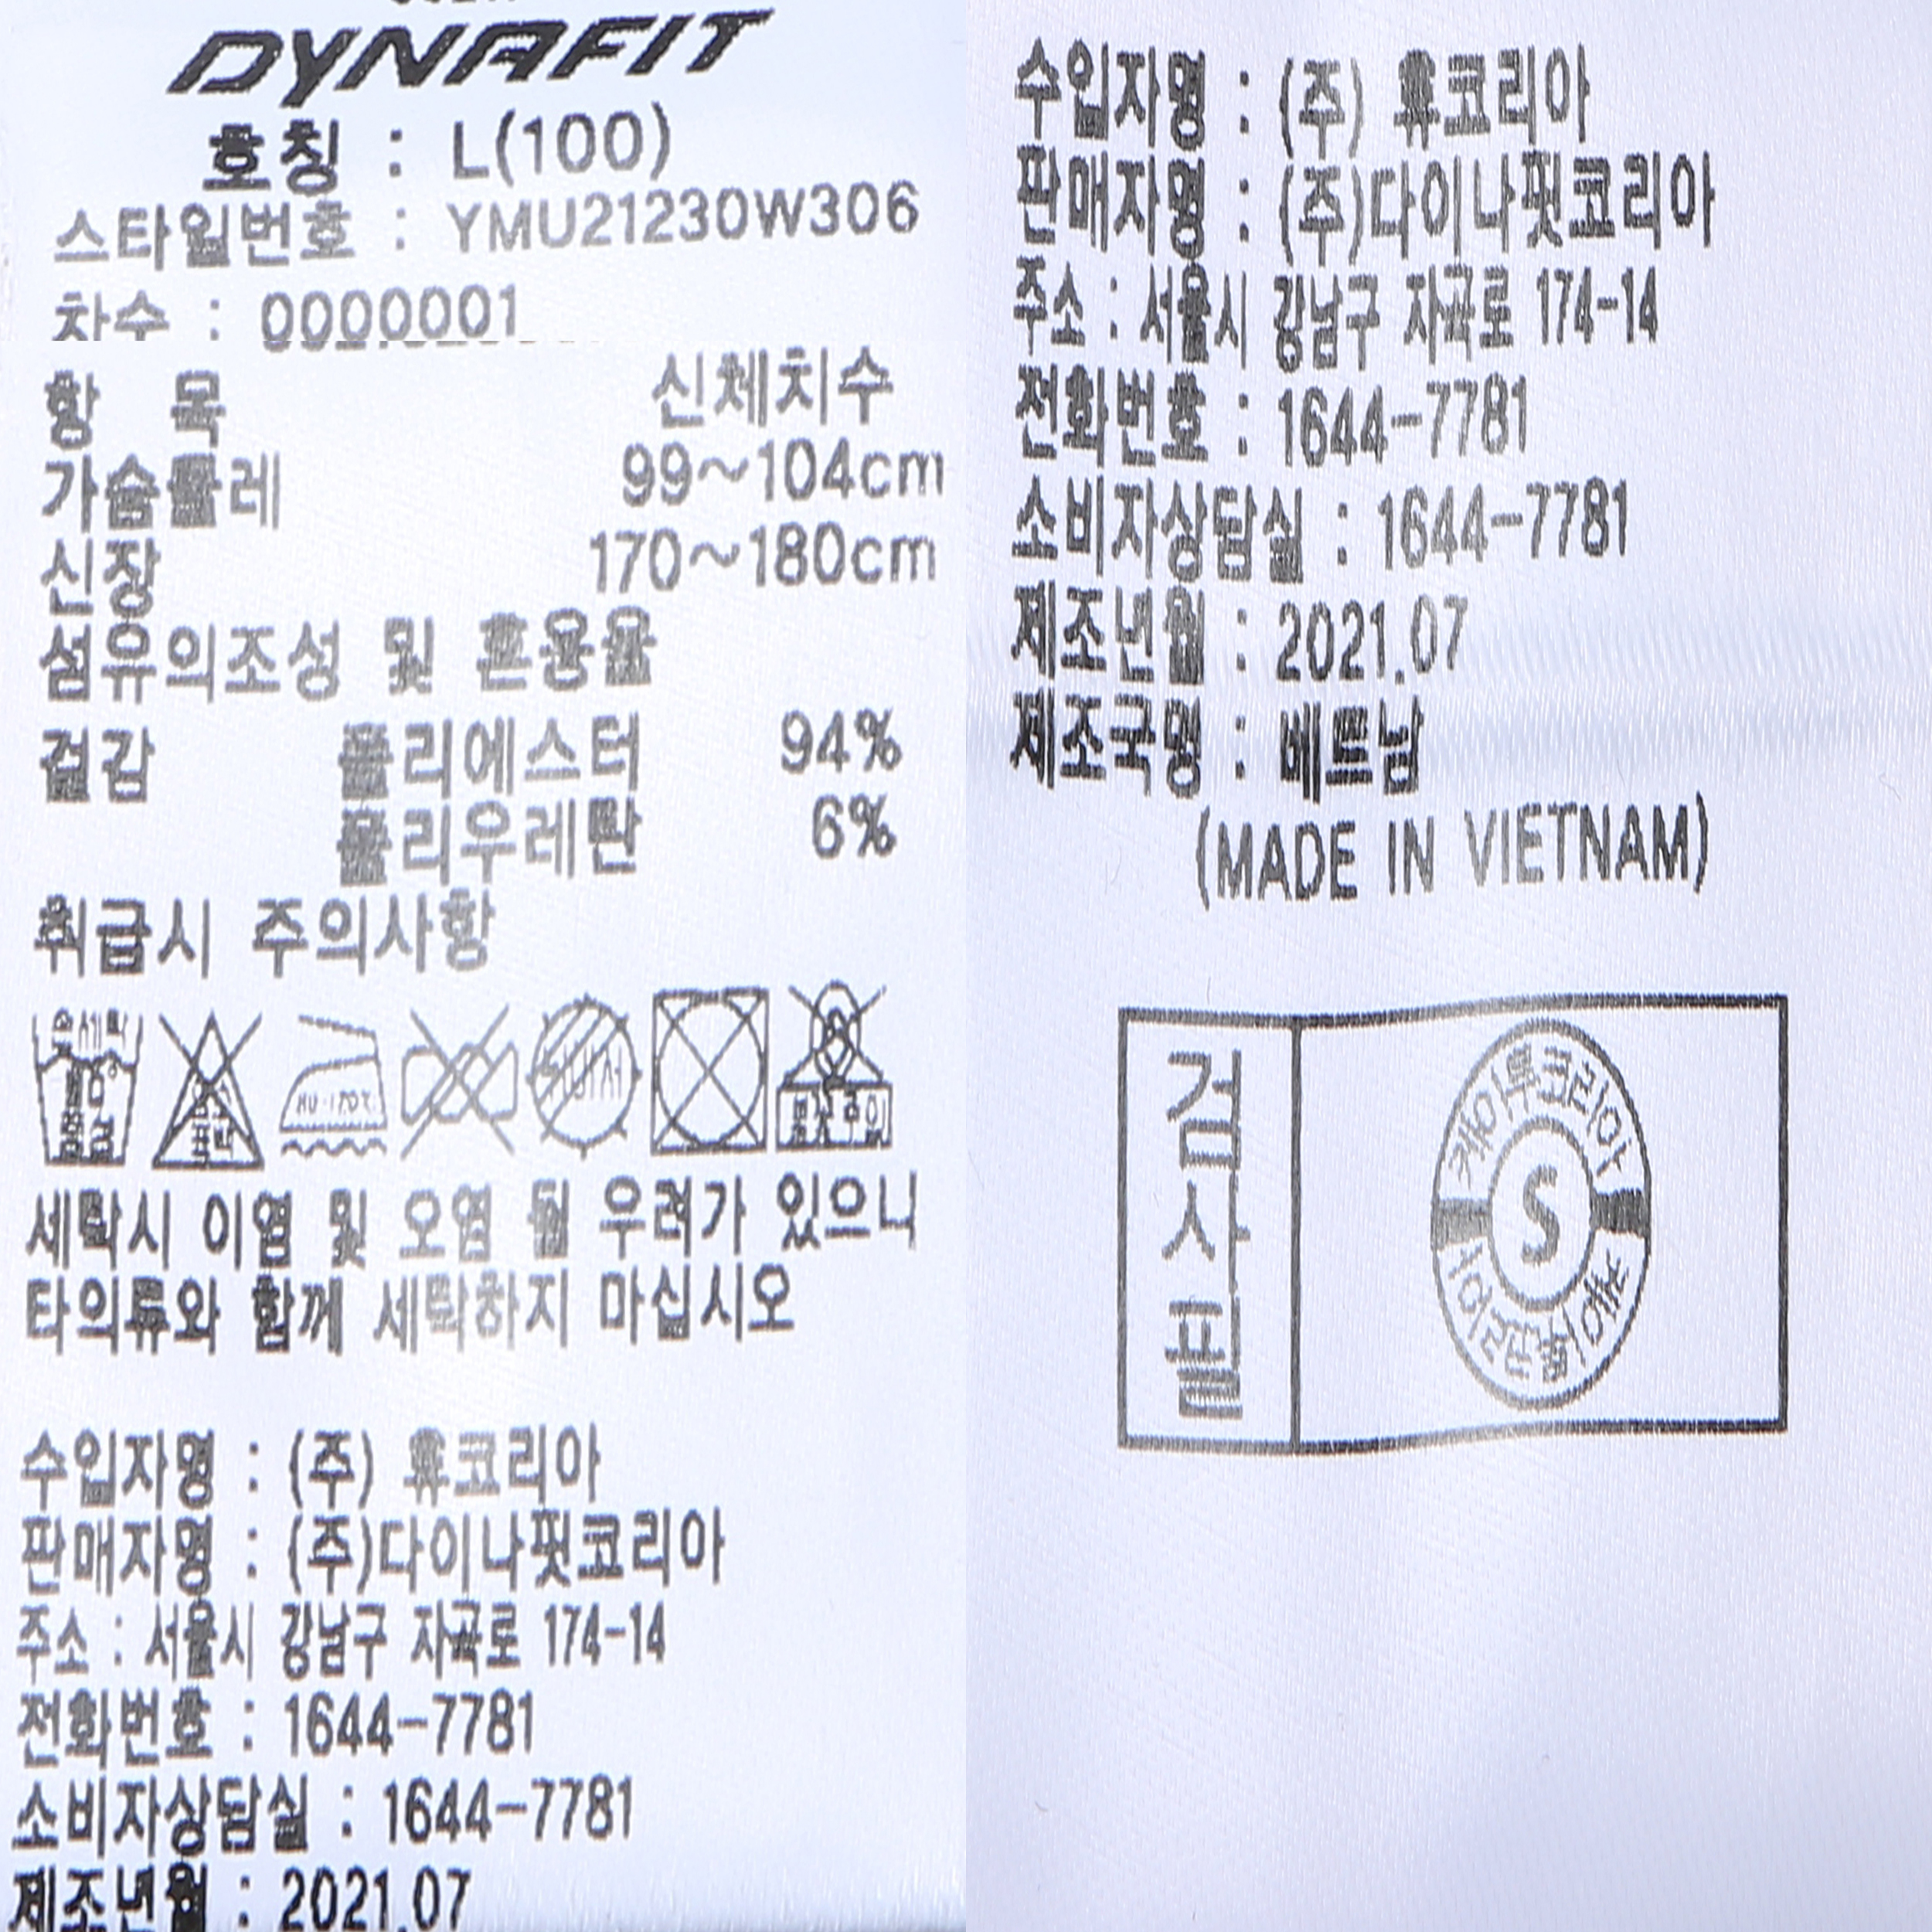 DYNAFIT
호칭 : L(100)
스타일번호 : YMU21230W306
차수 : 0000001
항 목 신체치수
가슴둘레 99~104cm
신장 170~180cm
섬유의조성 및 혼용율
겉감 폴리에스터 94%
폴리우레탄 6%
취급시 주의사항
세탁시 이염 및 오염 될 우려가 있으니
타의류와 함께 세탁하지 마십시오
수입자명 : (주) 휴코리아
판매자명 : (주)다이나핏코리아
주소 : 서울시 강남구 자곡로 174-14
전화번호 : 1644-7781
소비자상담실 : 1644-7781
제조년월 : 2021.07
수입자명 : (주) 휴코리아
판매자명 : (주)다이나핏코리아
주소 : 서울시 강남구 자곡로 174-14
전화번호 : 1644-7781
소비자상담실 : 1644-7781
제조년월 : 2021.07
제조국명 : 베트남
(MADE IN VIETNAM)
검사필
S